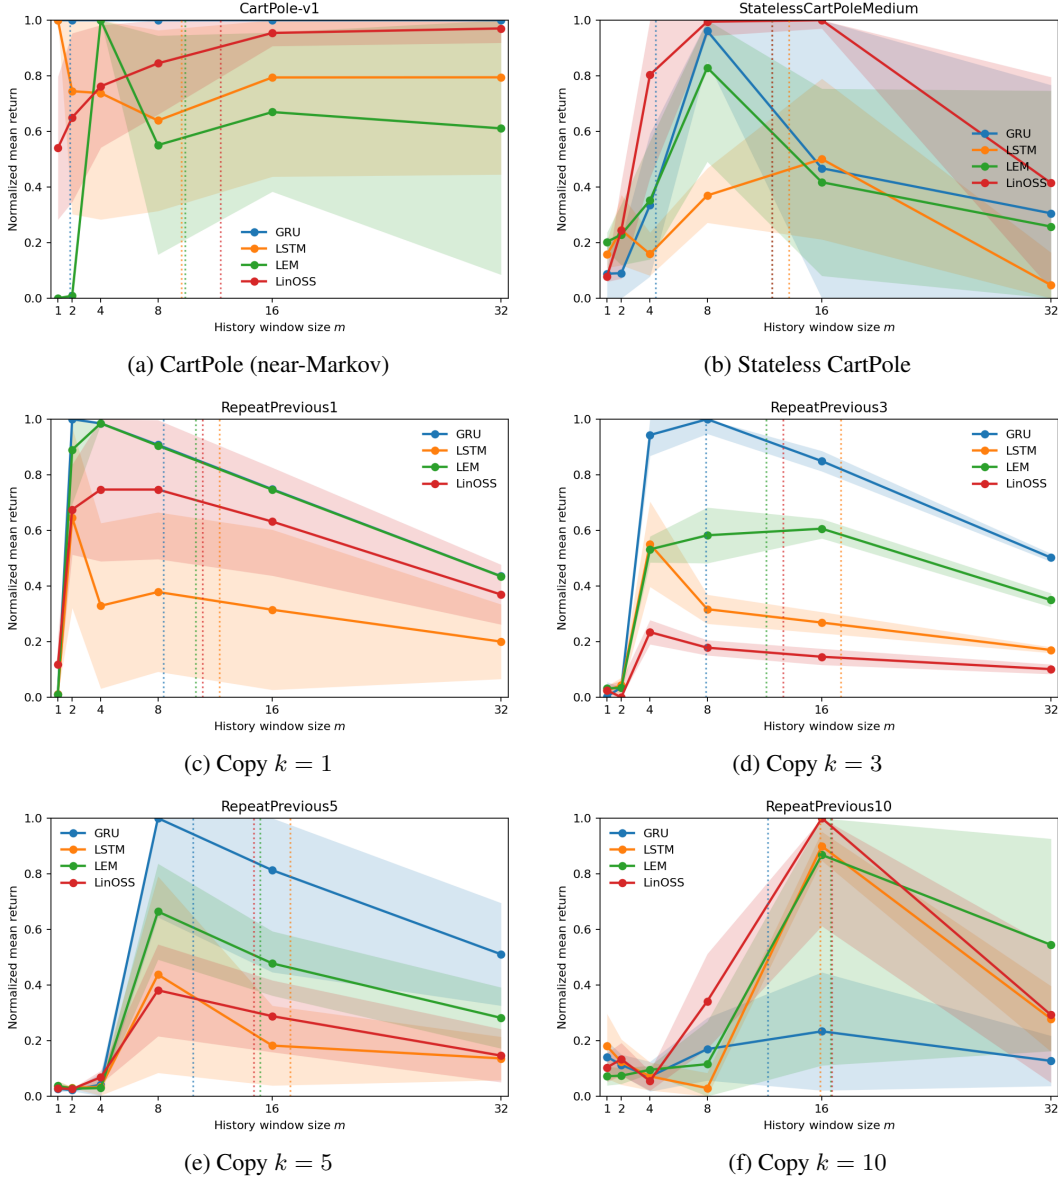 CartPole-v1
Normalized mean return
1.0
0.8
0.6
0.4
0.2
0.0
GRU
LSTM
LEM
LinOSS
1 2 4 8 16 32
History window size m
(a) CartPole (near-Markov)
StatelessCartPoleMedium
Normalized mean return
1.0
0.8
0.6
0.4
0.2
0.0
GRU
LSTM
LEM
LinOSS
1 2 4 8 16 32
History window size m
(b) Stateless CartPole
RepeatPrevious1
Normalized mean return
1.0
0.8
0.6
0.4
0.2
0.0
GRU
LSTM
LEM
LinOSS
1 2 4 8 16 32
History window size m
(c) Copy k = 1
RepeatPrevious3
Normalized mean return
1.0
0.8
0.6
0.4
0.2
0.0
GRU
LSTM
LEM
LinOSS
1 2 4 8 16 32
History window size m
(d) Copy k = 3
RepeatPrevious5
Normalized mean return
1.0
0.8
0.6
0.4
0.2
0.0
GRU
LSTM
LEM
LinOSS
1 2 4 8 16 32
History window size m
(e) Copy k = 5
RepeatPrevious10
Normalized mean return
1.0
0.8
0.6
0.4
0.2
0.0
GRU
LSTM
LEM
LinOSS
1 2 4 8 16 32
History window size m
(f) Copy k = 10